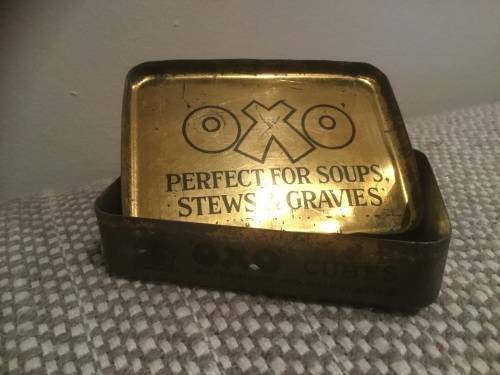 OXO
PERFECT FOR SOUPS,
STEWS & GRAVIES
OXO CUBES